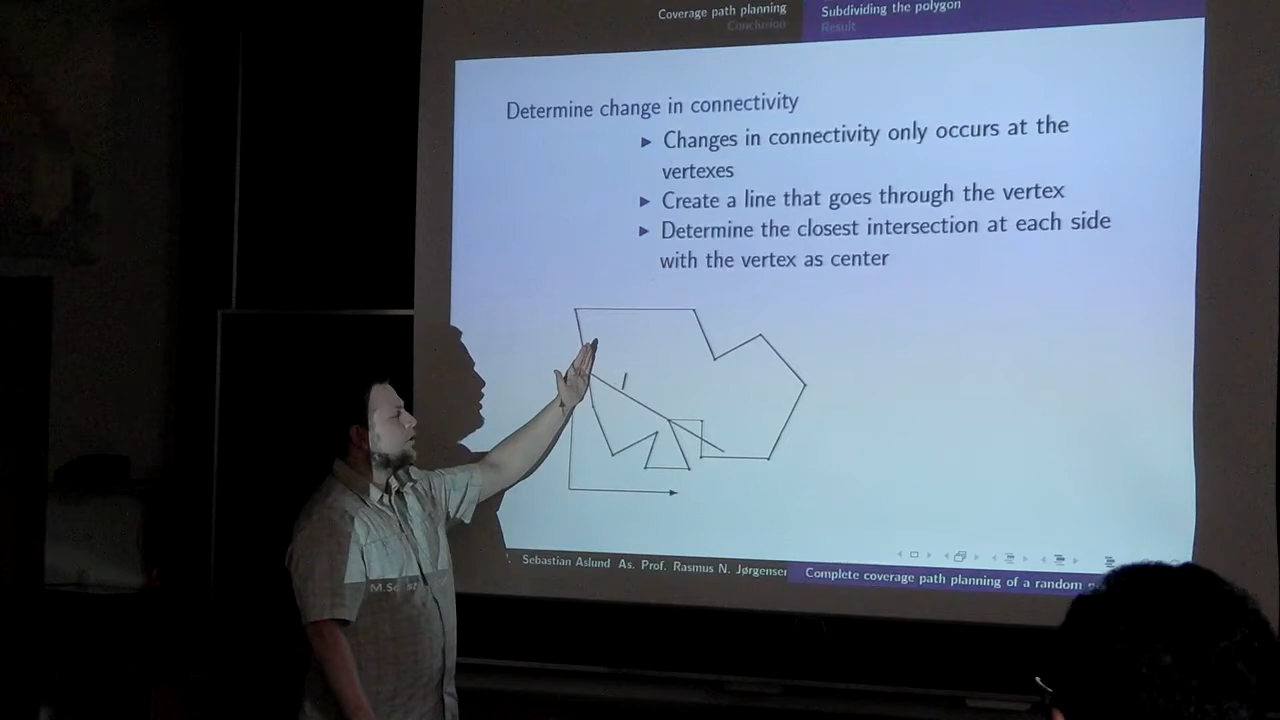 Coverage path planning
Conclusion
Subdividing the polygon
Result
Determine change in connectivity
Changes in connectivity only occurs at the
vertexes
Create a line that goes through the vertex
Determine the closest intersection at each side
with the vertex as center
l
Sebastian Aslund As. Prof. Rasmus N. Jørgensen
Complete coverage path planning of a random
M.Sc. st